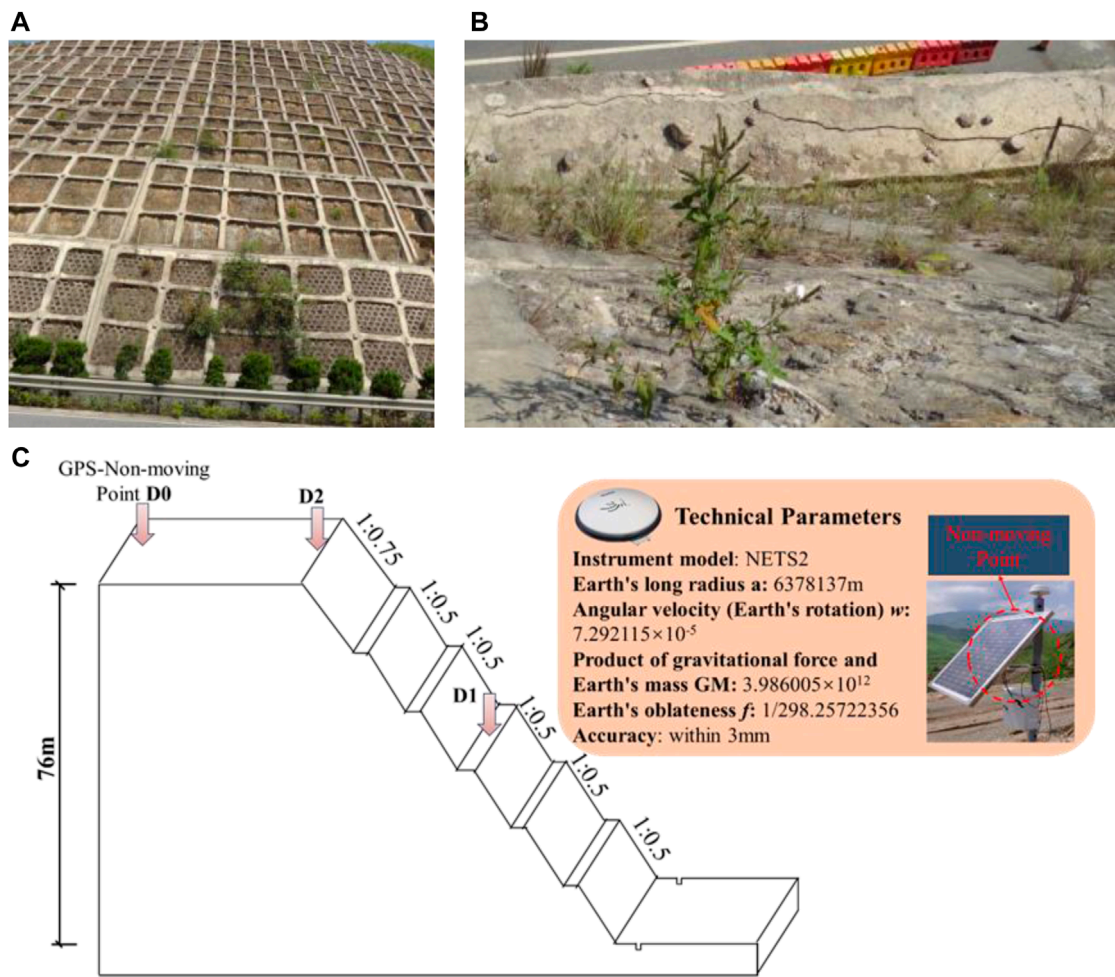 A
B
C
GPS-Non-moving
Point D0
D2
1:0.75
1:0.5
1:0.5
D1
1:0.5
1:0.5
1:0.5
76m
Technical Parameters
Instrument model: NETS2
Earth's long radius a: 6378137m
Angular velocity (Earth's rotation) w:
7.292115×10⁻⁵
Product of gravitational force and
Earth's mass GM: 3.986005×10¹²
Earth's oblateness f: 1/298.25722356
Accuracy: within 3mm
Non-moving
Point